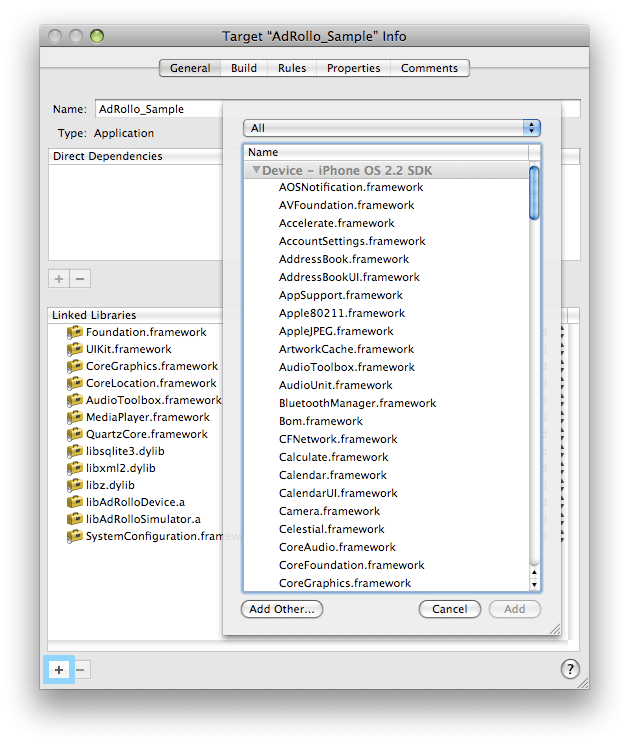 Target “AdRollo_Sample” Info
General Build Rules Properties Comments
Name: AdRollo_Sample
Type: Application
Direct Dependencies
+ −
Linked Libraries
Foundation.framework
UIKit.framework
CoreGraphics.framework
CoreLocation.framework
AudioToolbox.framework
MediaPlayer.framework
QuartzCore.framework
libsqlite3.dylib
libxml2.dylib
libz.dylib
libAdRolloDevice.a
libAdRolloSimulator.a
SystemConfiguration.framew
All
Name
Device – iPhone OS 2.2 SDK
AOSNotification.framework
AVFoundation.framework
Accelerate.framework
AccountSettings.framework
AddressBook.framework
AddressBookUI.framework
AppSupport.framework
Apple80211.framework
AppleJPEG.framework
ArtworkCache.framework
AudioToolbox.framework
AudioUnit.framework
BluetoothManager.framework
Bom.framework
CFNetwork.framework
Calculate.framework
Calendar.framework
CalendarUI.framework
Camera.framework
Celestial.framework
CoreAudio.framework
CoreFoundation.framework
CoreGraphics.framework
Add Other... Cancel Add
+ − ?